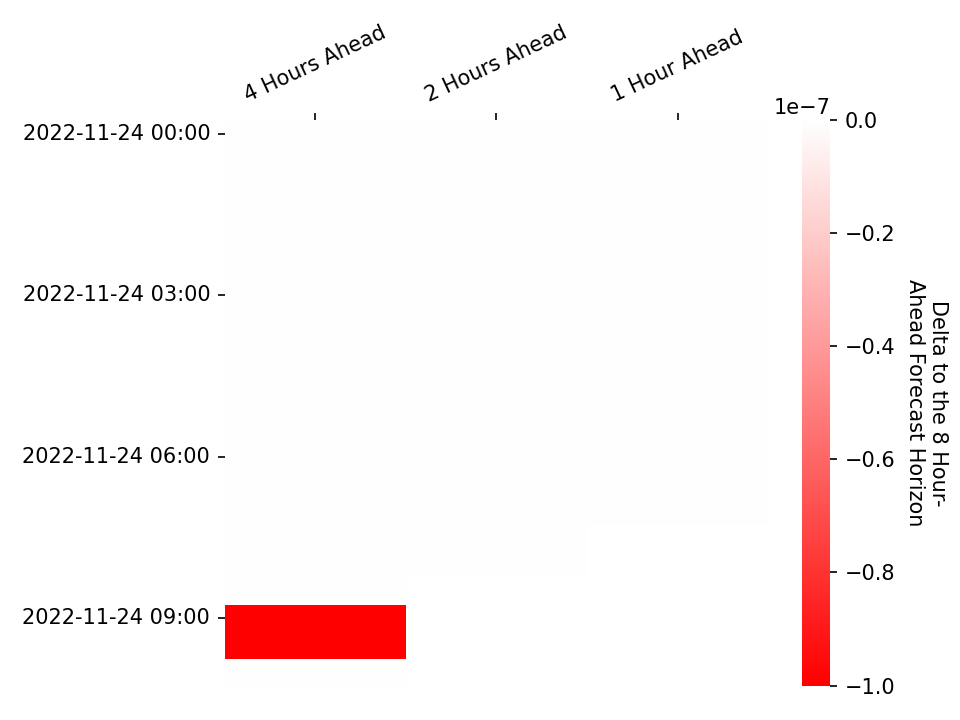 4 Hours Ahead
2 Hours Ahead
1 Hour Ahead
1e−7
2022-11-24 00:00
2022-11-24 03:00
2022-11-24 06:00
2022-11-24 09:00
0.0
−0.2
−0.4
−0.6
−0.8
−1.0
Delta to the 8 Hour-
Ahead Forecast Horizon